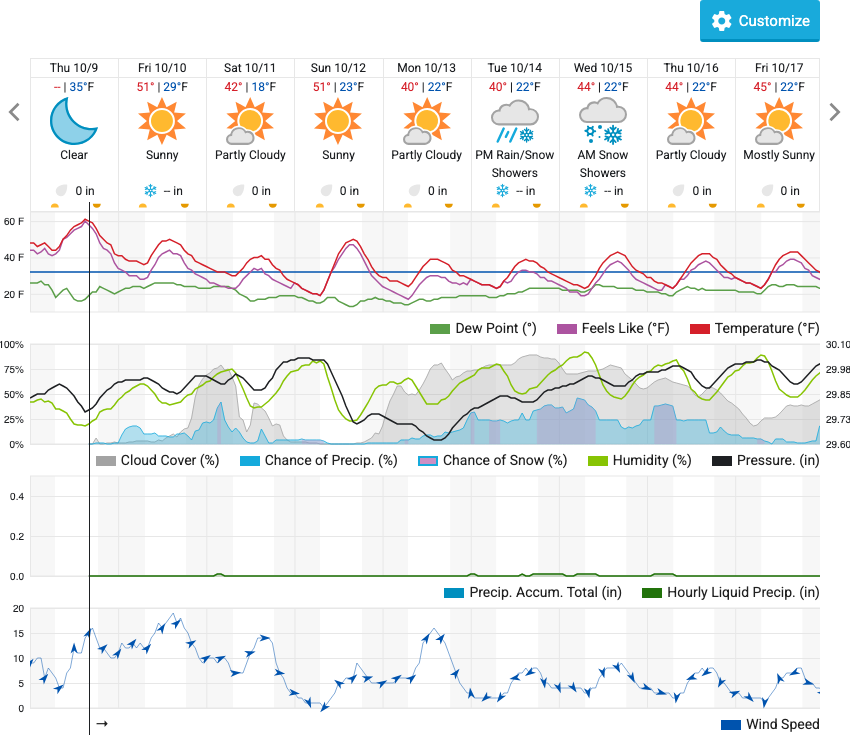 Customize
Thu 10/9 Fri 10/10 Sat 10/11 Sun 10/12 Mon 10/13 Tue 10/14 Wed 10/15 Thu 10/16 Fri 10/17
-- | 35°F 51° | 29°F 42° | 18°F 51° | 23°F 40° | 22°F 40° | 22°F 44° | 22°F 44° | 22°F 45° | 22°F
Clear Sunny Partly Cloudy Sunny Partly Cloudy PM Rain/Snow Showers AM Snow Showers Partly Cloudy Mostly Sunny
0 in -- in 0 in 0 in 0 in -- in -- in 0 in 0 in
60 F
40 F
20 F
Dew Point (°) Feels Like (°F) Temperature (°F)
100% 30.10
75% 29.98
50% 29.85
25% 29.73
0% 29.60
Cloud Cover (%) Chance of Precip. (%) Chance of Snow (%) Humidity (%) Pressure. (in)
0.4
0.2
0.0
Precip. Accum. Total (in) Hourly Liquid Precip. (in)
20
15
10
5
0
→
Wind Speed